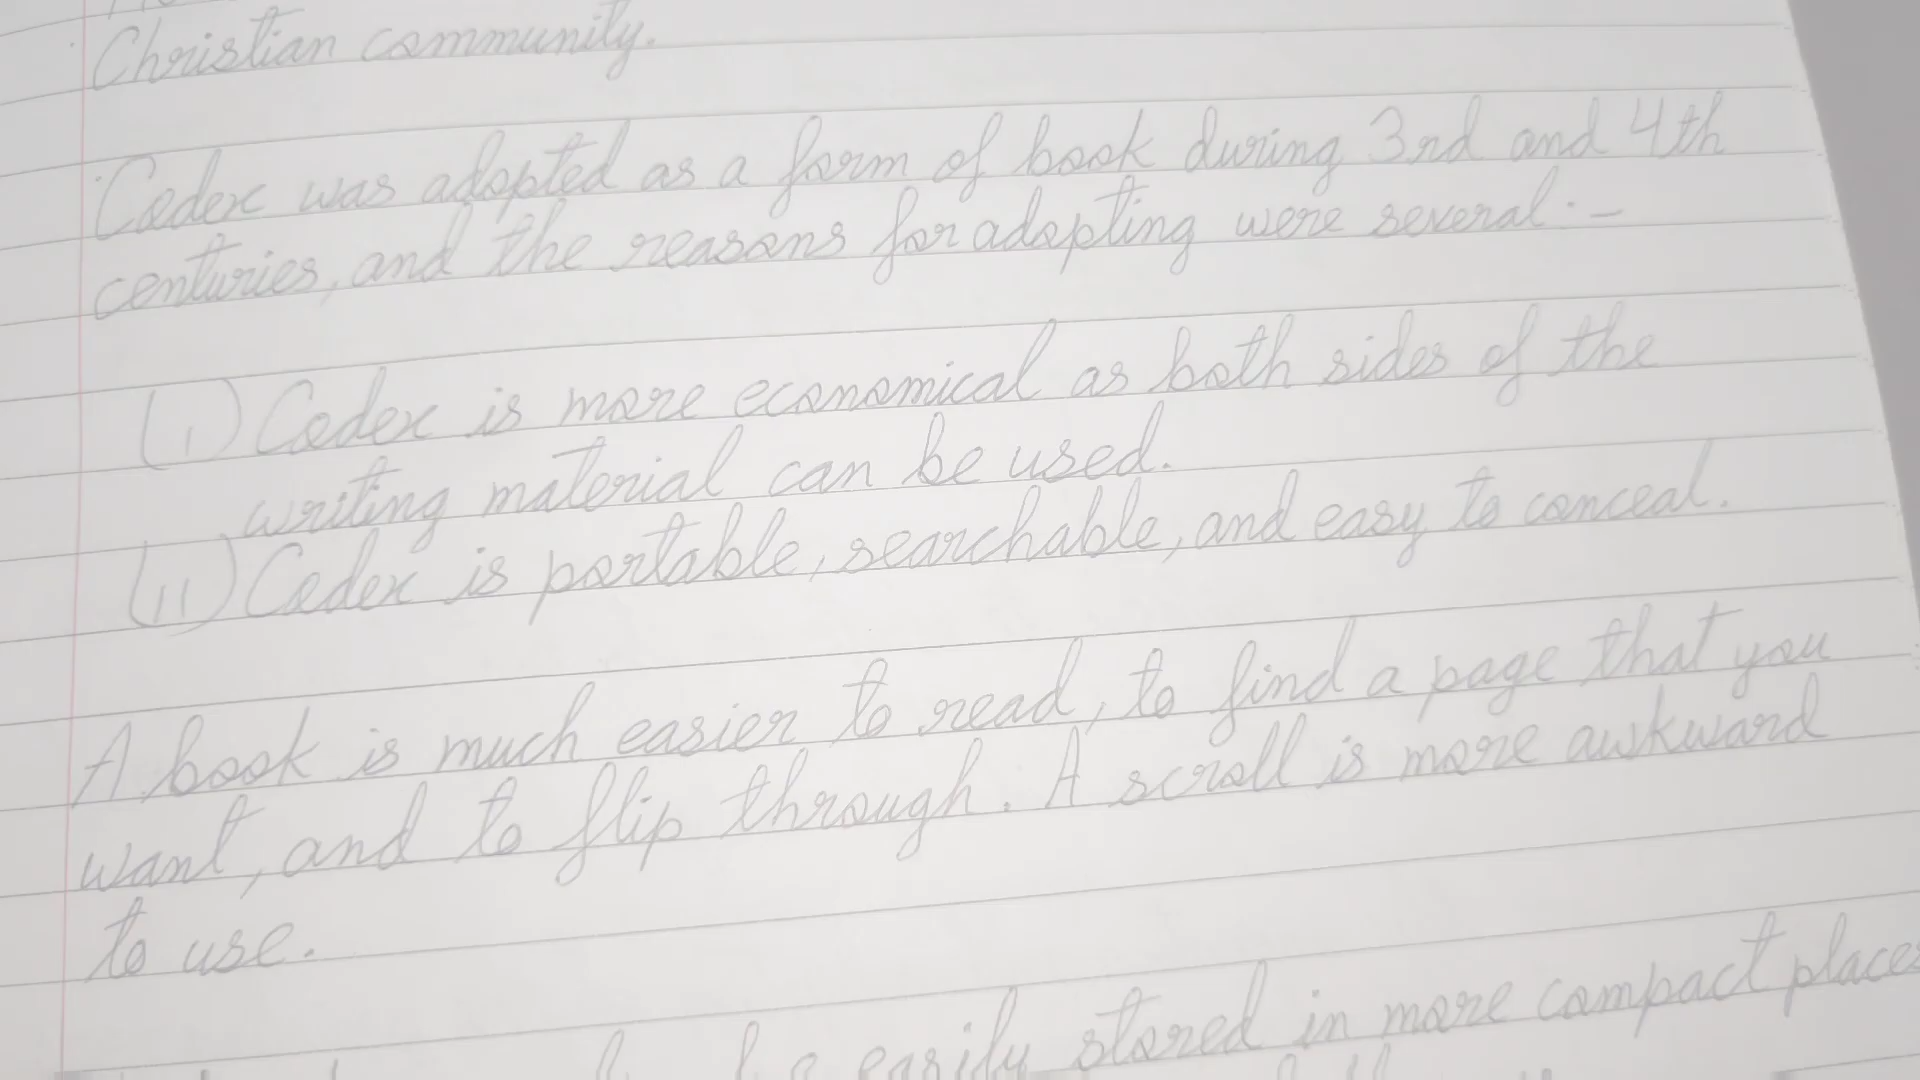 Christian community.
Codex was adopted as a form of book during 3rd and 4th
centuries, and the reasons for adopting were several :-
(i) Codex is more economical as both sides of the
writing material can be used.
(ii) Codex is portable, searchable, and easy to conceal.
A book is much easier to read, to find a page that you
want, and to flip through. A scroll is more awkward
to use.
easily stored in more compact places